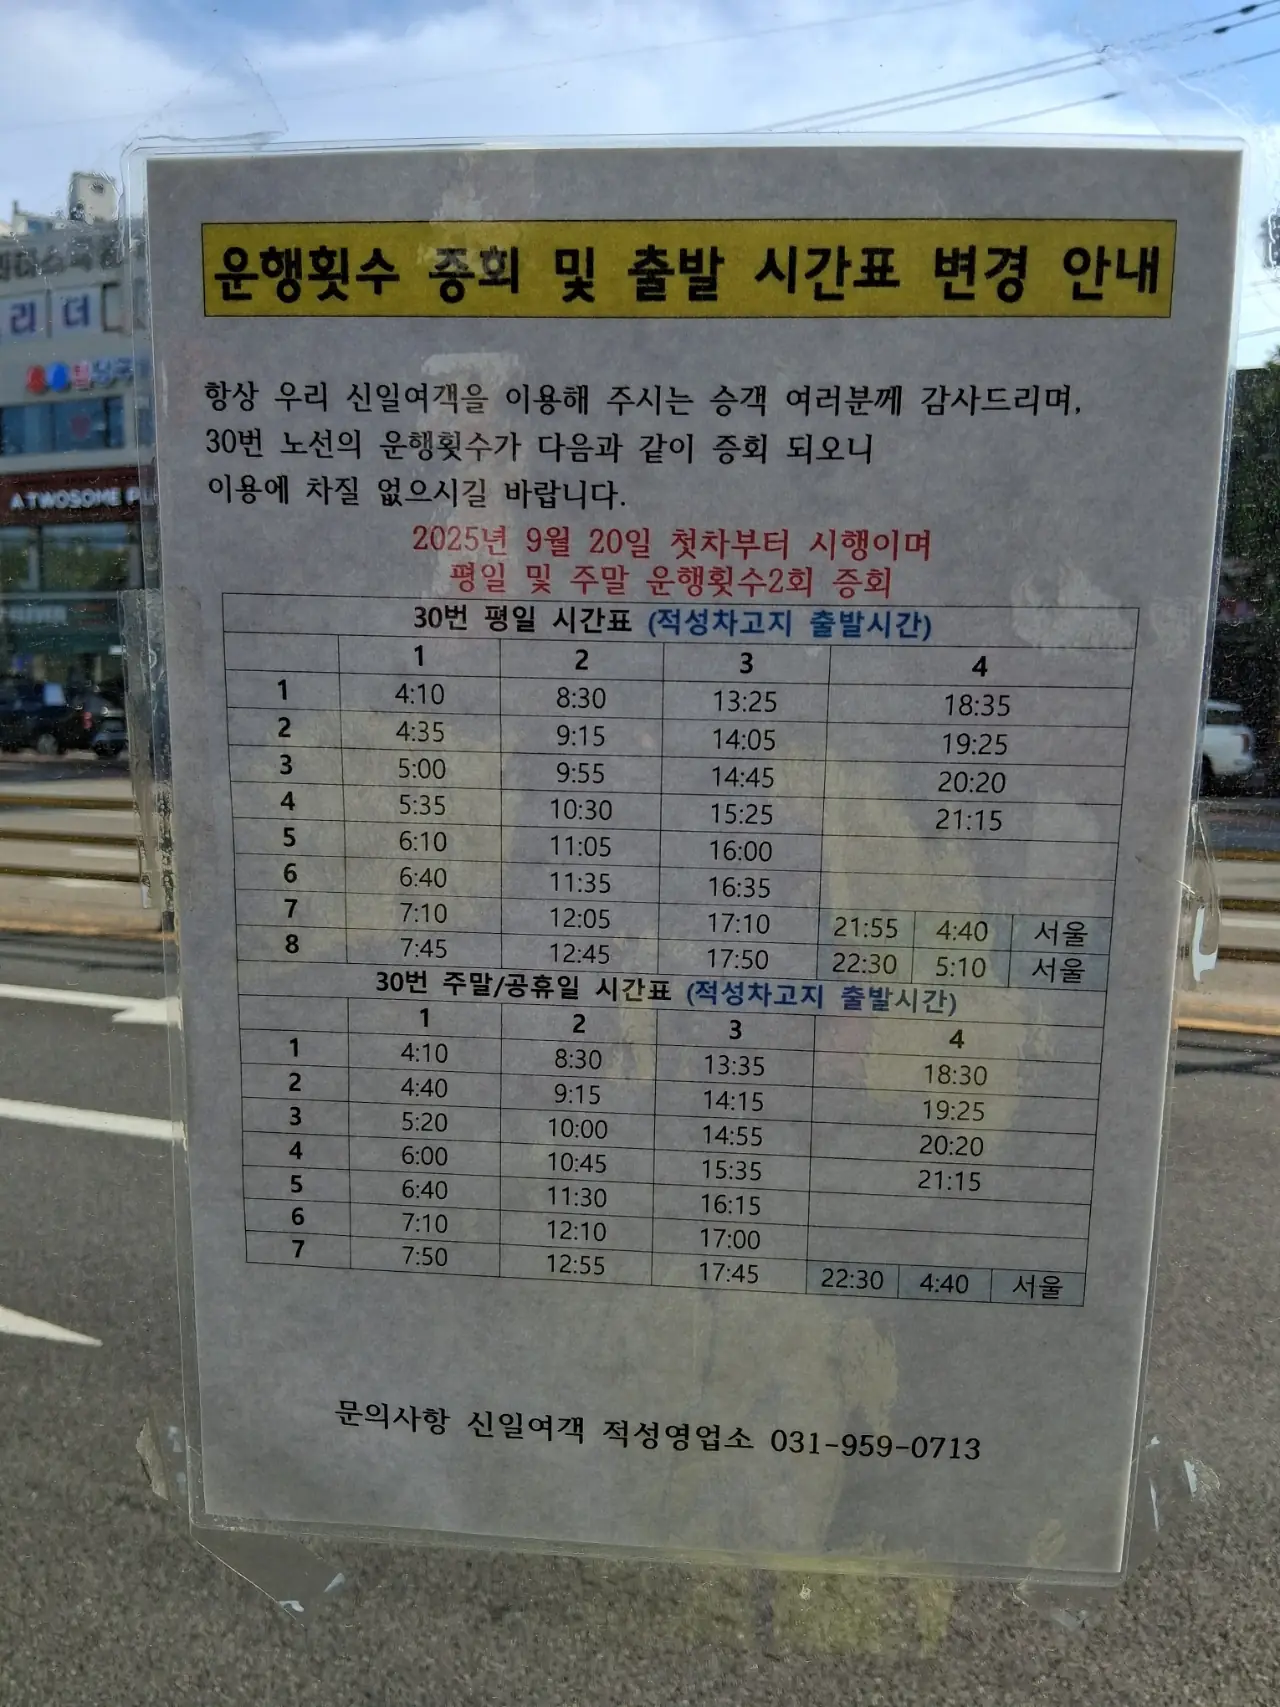 리더
A TWOSOME
운행횟수 증회 및 출발 시간표 변경 안내
항상 우리 신일여객을 이용해 주시는 승객 여러분께 감사드리며,
30번 노선의 운행횟수가 다음과 같이 증회 되오니
이용에 차질 없으시길 바랍니다.
2025년 9월 20일 첫차부터 시행이며
평일 및 주말 운행횟수2회 증회
30번 평일 시간표 (적성차고지 출발시간)
1 2 3 4
1 4:10 8:30 13:25 18:35
2 4:35 9:15 14:05 19:25
3 5:00 9:55 14:45 20:20
4 5:35 10:30 15:25 21:15
5 6:10 11:05 16:00
6 6:40 11:35 16:35
7 7:10 12:05 17:10 21:55 4:40 서울
8 7:45 12:45 17:50 22:30 5:10 서울
30번 주말/공휴일 시간표 (적성차고지 출발시간)
1 2 3 4
1 4:10 8:30 13:35 18:30
2 4:40 9:15 14:15 19:25
3 5:20 10:00 14:55 20:20
4 6:00 10:45 15:35 21:15
5 6:40 11:30 16:15
6 7:10 12:10 17:00
7 7:50 12:55 17:45 22:30 4:40 서울
문의사항 신일여객 적성영업소 031-959-0713